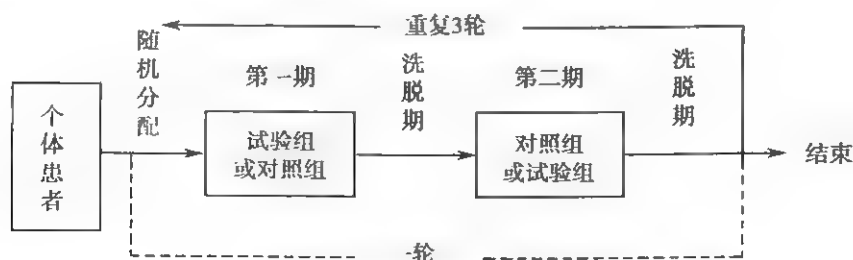 重复3轮
随机分配
第一期
洗脱期
第二期
洗脱期
个体患者
试验组
或对照组
对照组
或试验组
结束
一轮